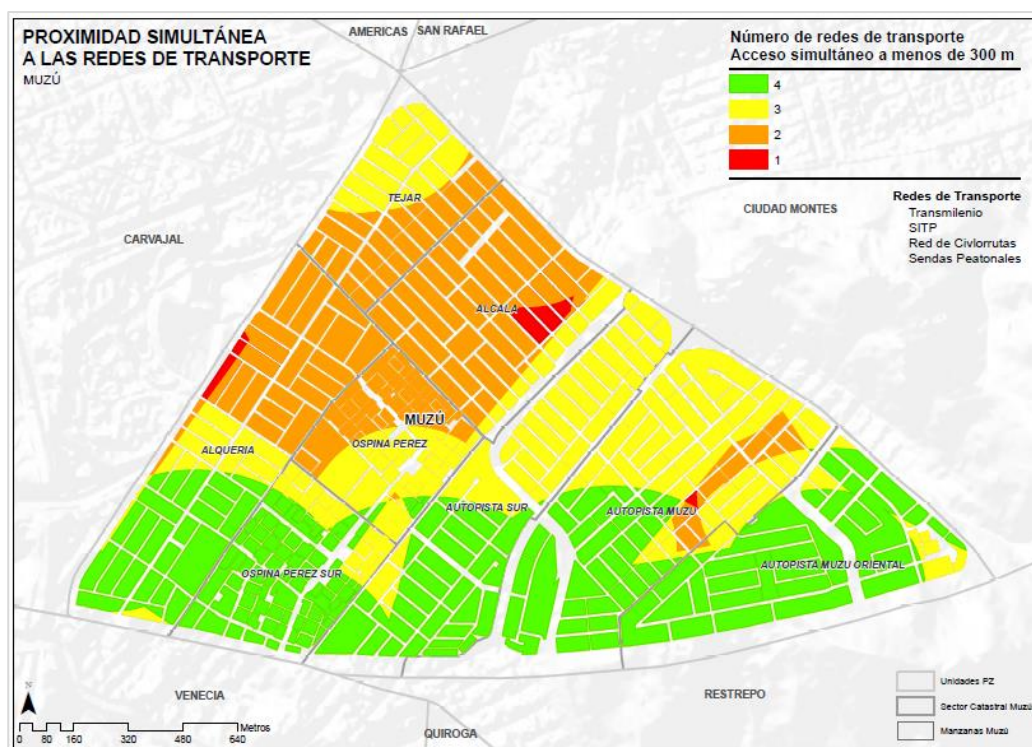 PROXIMIDAD SIMULTÁNEA
A LAS REDES DE TRANSPORTE
MUZÚ
AMERICAS
SAN RAFAEL
Número de redes de transporte
Acceso simultáneo a menos de 300 m
4
3
2
1
Redes de Transporte
Transmilenio
SITP
Red de Civlorrutas
Sendas Peatonales
CIUDAD MONTES
CARVAJAL
TEJAR
ALCALA
MUZÚ
OSPINA PEREZ
ALQUERIA
AUTOPISTA SUR
AUTOPISTA MUZU
OSPINA PEREZ SUR
AUTOPISTA MUZU ORIENTAL
VENECIA
RESTREPO
QUIROGA
N
Metros
0 80 160 320 480 640
Unidades PZ
Sector Catastral Muzú
Manzanas Muzú